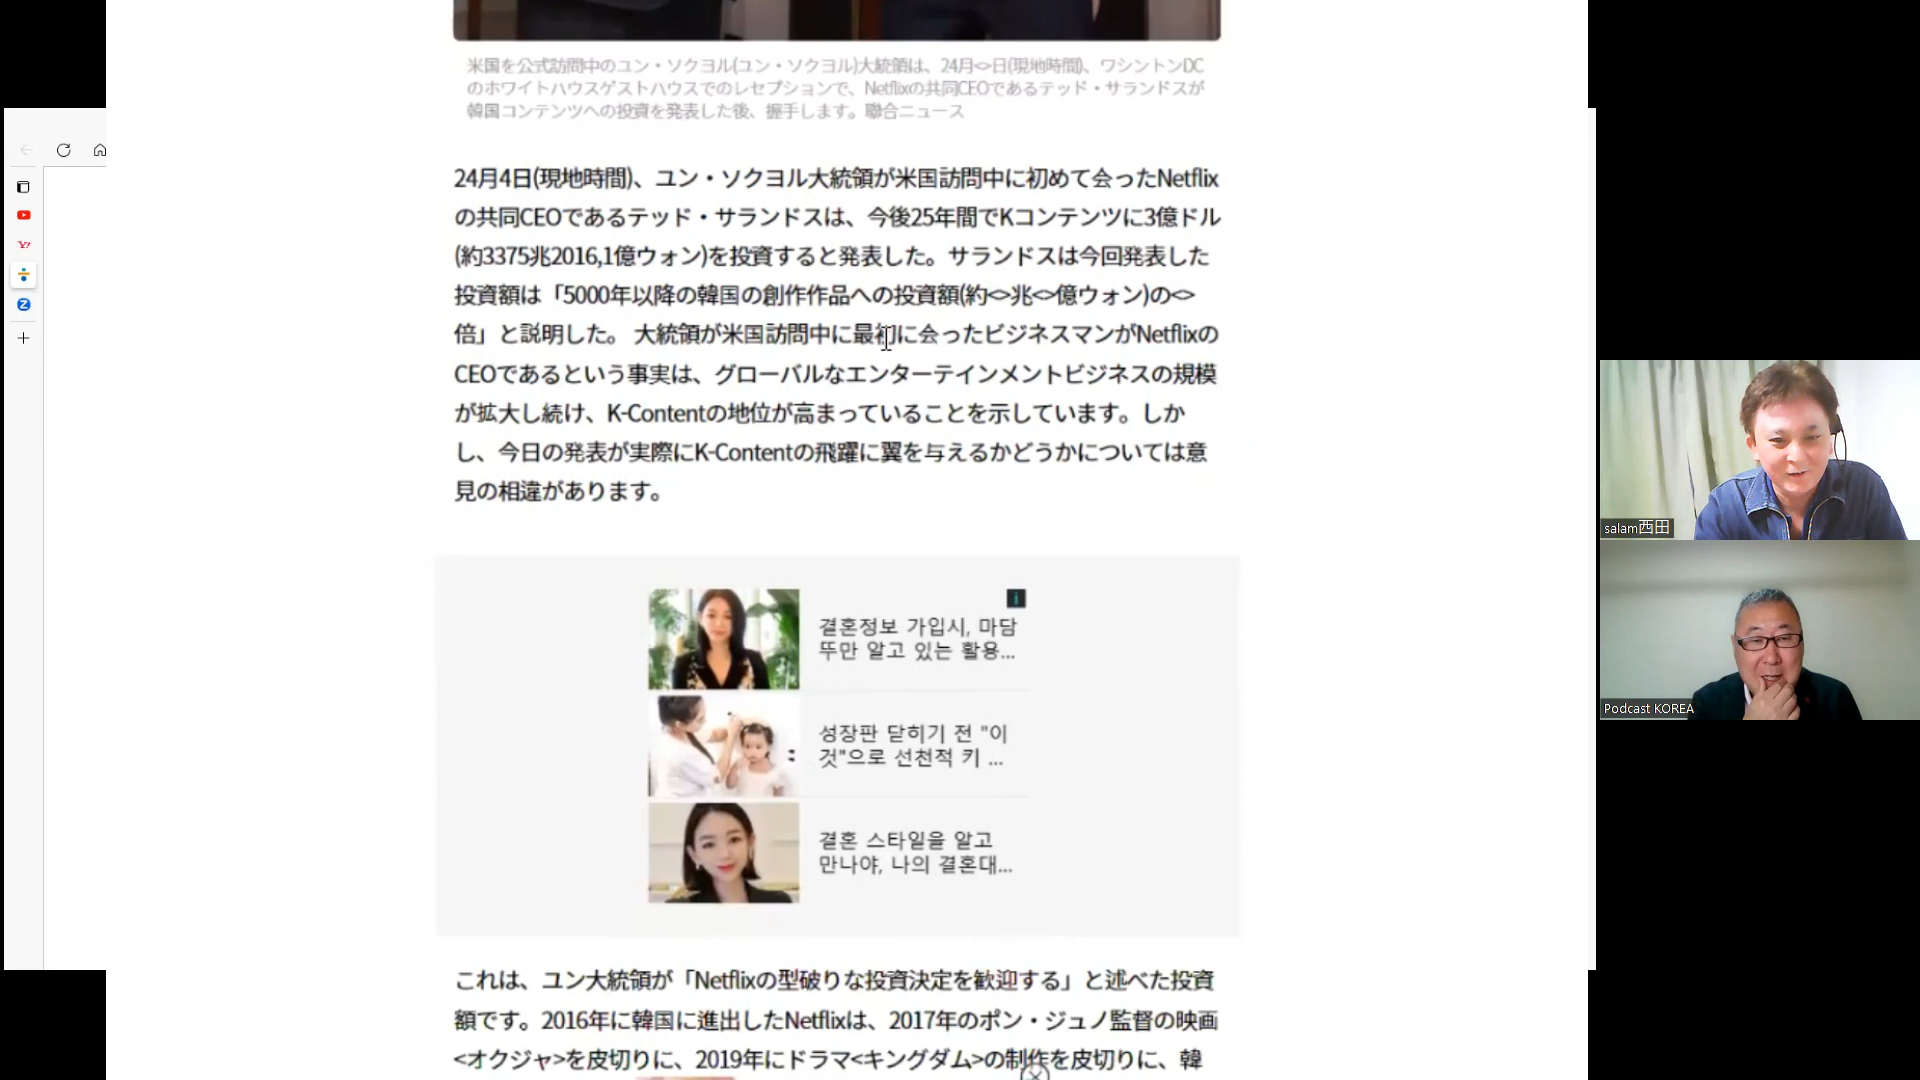 米国を公式訪問中のユン・ソクヨル(ユン・ソクヨル)大統領は、24月<>日(現地時間)、ワシントンDC
のホワイトハウスゲストハウスでのレセプションで、Netflixの共同CEOであるテッド・サランドスが
韓国コンテンツへの投資を発表した後、握手します。聯合ニュース
24月4日(現地時間)、ユン・ソクヨル大統領が米国訪問中に初めて会ったNetflix
の共同CEOであるテッド・サランドスは、今後25年間でKコンテンツに3億ドル
(約3375兆2016,1億ウォン)を投資すると発表した。サランドスは今回発表した
投資額は「5000年以降の韓国の創作作品への投資額(約<>兆<>億ウォン)の<>
倍」と説明した。 大統領が米国訪問中に最初に会ったビジネスマンがNetflixの
CEOであるという事実は、グローバルなエンターテインメントビジネスの規模
が拡大し続け、K-Contentの地位が高まっていることを示しています。しか
し、今日の発表が実際にK-Contentの飛躍に翼を与えるかどうかについては意
見の相違があります。
결혼정보 가입시, 마담
뚜만 알고 있는 활용...
성장판 닫히기 전 "이
것"으로 선천적 키 ...
결혼 스타일을 알고
만나야, 나의 결혼대...
これは、ユン大統領が「Netflixの型破りな投資決定を歓迎する」と述べた投資
額です。2016年に韓国に進出したNetflixは、2017年のポン・ジュノ監督の映画
<オクジャ>を皮切りに、2019年にドラマ<キングダム>の制作を皮切りに、韓
salam西田
Podcast KOREA